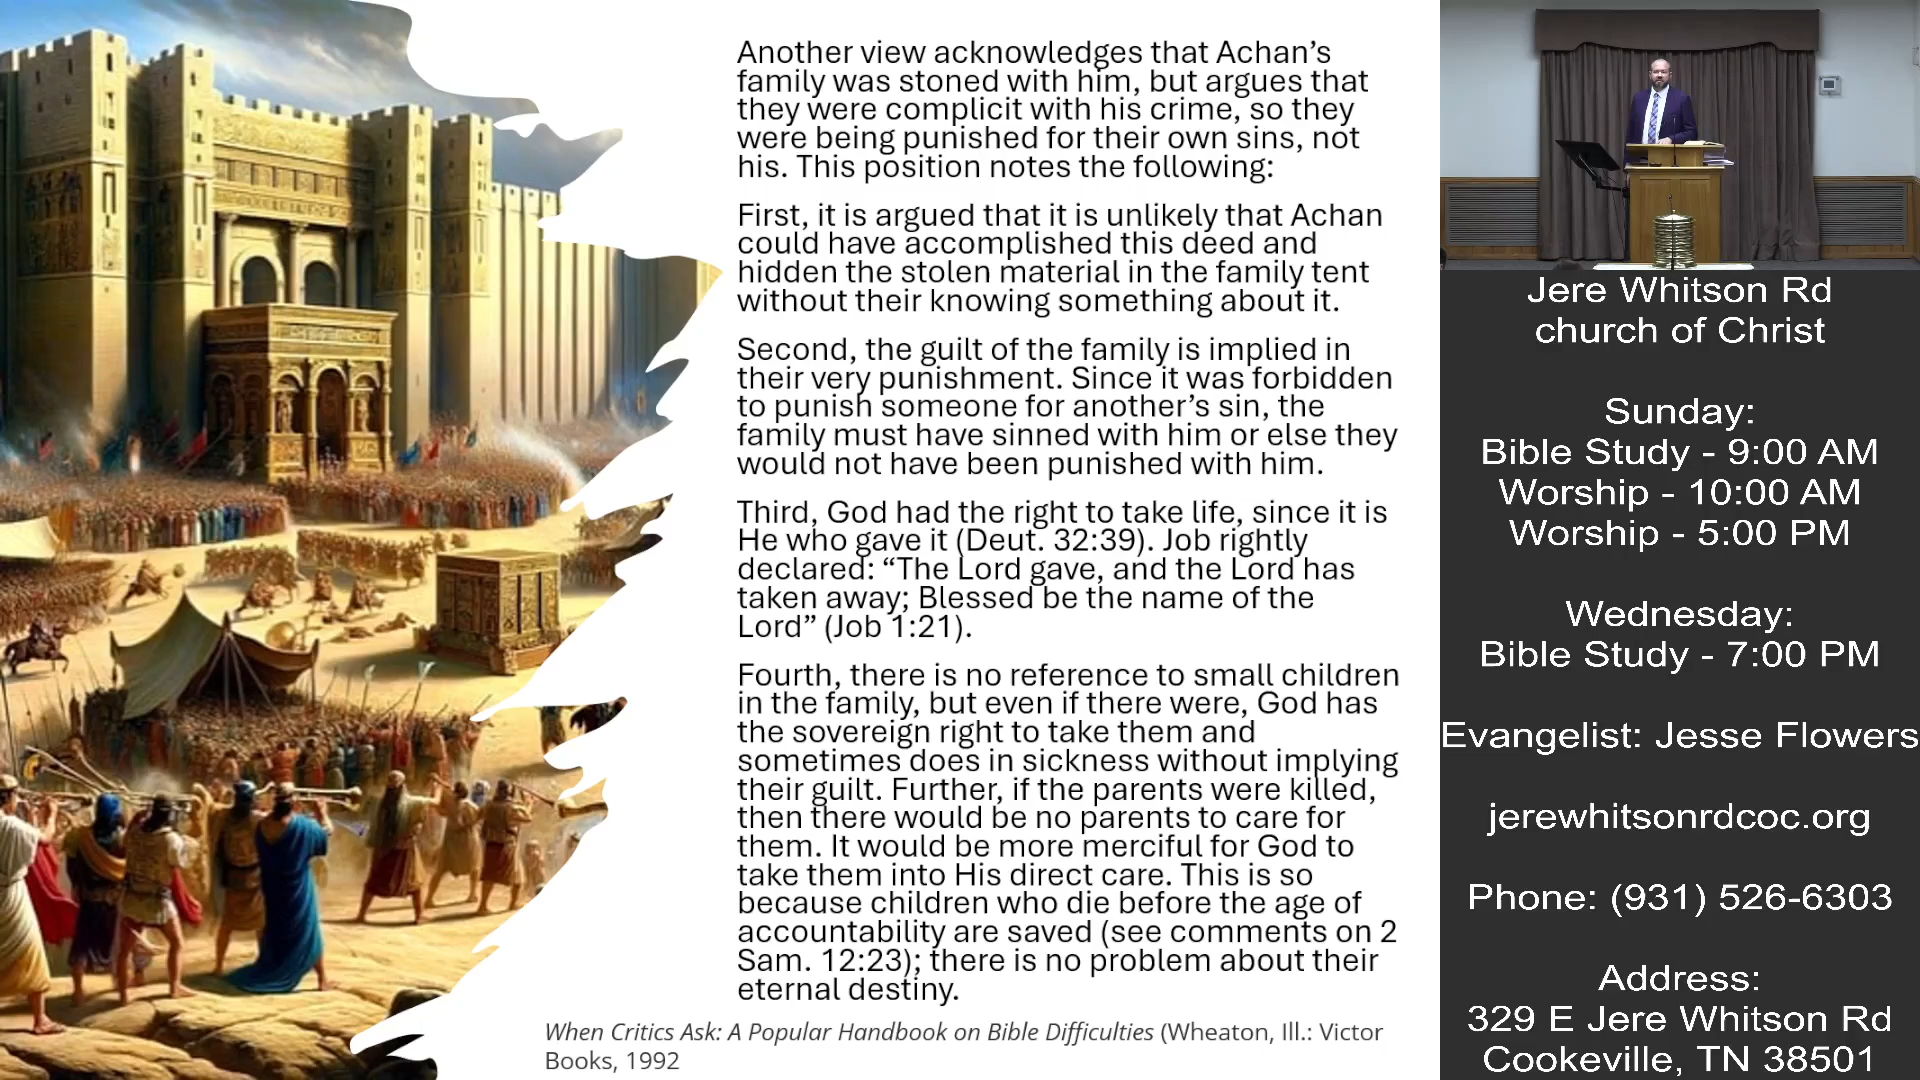 Another view acknowledges that Achan’s
family was stoned with him, but argues that
they were complicit with his crime, so they
were being punished for their own sins, not
his. This position notes the following:
First, it is argued that it is unlikely that Achan
could have accomplished this deed and
hidden the stolen material in the family tent
without their knowing something about it.
Second, the guilt of the family is implied in
their very punishment. Since it was forbidden
to punish someone for another’s sin, the
family must have sinned with him or else they
would not have been punished with him.
Third, God had the right to take life, since it is
He who gave it (Deut. 32:39). Job rightly
declared: “The Lord gave, and the Lord has
taken away; Blessed be the name of the
Lord” (Job 1:21).
Fourth, there is no reference to small children
in the family, but even if there were, God has
the sovereign right to take them and
sometimes does in sickness without implying
their guilt. Further, if the parents were killed,
then there would be no parents to care for
them. It would be more merciful for God to
take them into His direct care. This is so
because children who die before the age of
accountability are saved (see comments on 2
Sam. 12:23); there is no problem about their
eternal destiny.
When Critics Ask: A Popular Handbook on Bible Difficulties (Wheaton, Ill.: Victor
Books, 1992
Jere Whitson Rd
church of Christ
Sunday:
Bible Study - 9:00 AM
Worship - 10:00 AM
Worship - 5:00 PM
Wednesday:
Bible Study - 7:00 PM
Evangelist: Jesse Flowers
jerewhitsonrdcoc.org
Phone: (931) 526-6303
Address:
329 E Jere Whitson Rd
Cookeville, TN 38501